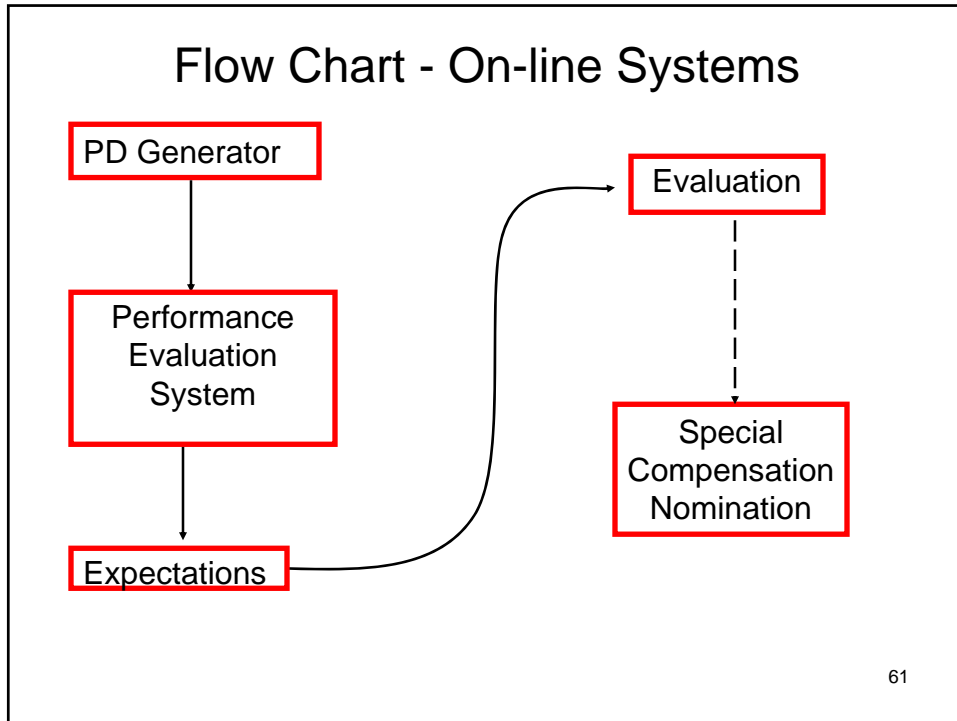 Flow Chart - On-line Systems
PD Generator
Performance
Evaluation
System
Expectations
Evaluation
Special
Compensation
Nomination
61